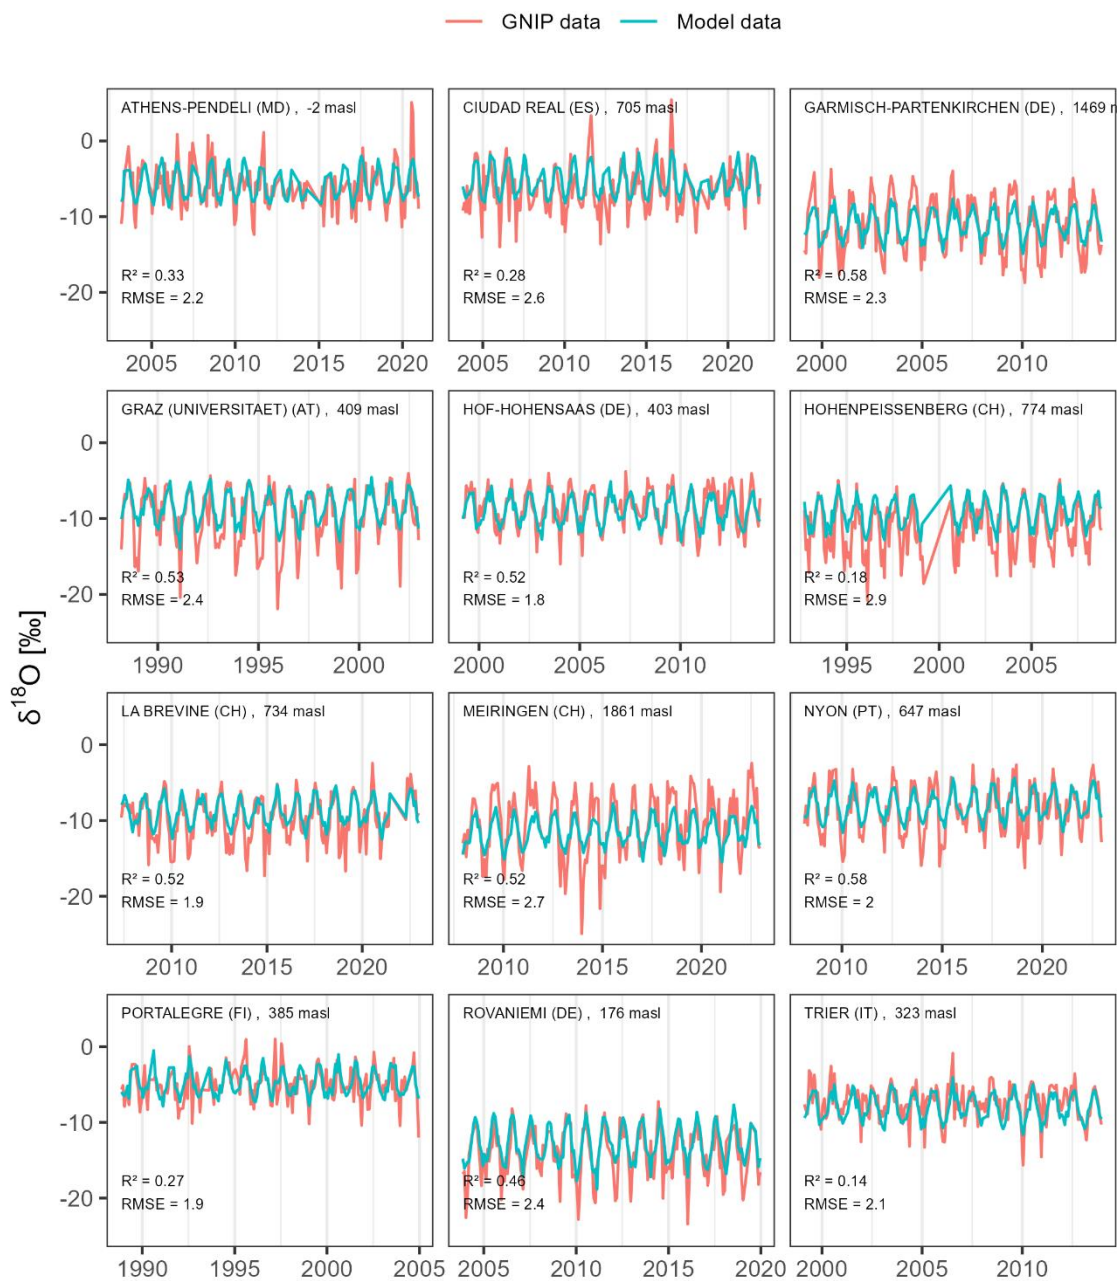 GNIP data Model data
ATHENS-PENDELI (MD) , -2 masl
CIUDAD REAL (ES) , 705 masl
GARMISCH-PARTENKIRCHEN (DE) , 1469 m
0
-10
-20
R² = 0.33
RMSE = 2.2
R² = 0.28
RMSE = 2.6
R² = 0.58
RMSE = 2.3
2005 2010 2015 2020
2005 2010 2015 2020
2000 2005 2010
GRAZ (UNIVERSITAET) (AT) , 409 masl
HOF-HOHENSAAS (DE) , 403 masl
HOHENPEISSENBERG (CH) , 774 masl
0
-10
-20
R² = 0.53
RMSE = 2.4
R² = 0.52
RMSE = 1.8
R² = 0.18
RMSE = 2.9
1990 1995 2000
2000 2005 2010
1995 2000 2005
δ¹⁸O [‰]
LA BREVINE (CH) , 734 masl
MEIRINGEN (CH) , 1861 masl
NYON (PT) , 647 masl
0
-10
-20
R² = 0.52
RMSE = 1.9
R² = 0.52
RMSE = 2.7
R² = 0.58
RMSE = 2
2010 2015 2020
2010 2015 2020
2010 2015 2020
PORTALEGRE (FI) , 385 masl
ROVANIEMI (DE) , 176 masl
TRIER (IT) , 323 masl
0
-10
-20
R² = 0.27
RMSE = 1.9
R² = 0.46
RMSE = 2.4
R² = 0.14
RMSE = 2.1
1990 1995 2000 2005
2005 2010 2015 2020
2000 2005 2010